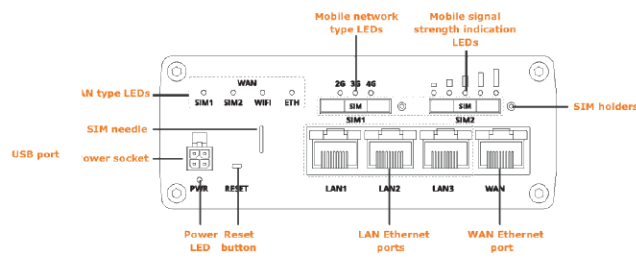 Mobile network
type LEDs
Mobile signal
strength indication
LEDs
WAN
2G 3G 4G
AN type LEDs
SIM1 SIM2 WIFI ETH
SIM SIM
SIM holders
SIM1 SIM2
SIM needle
USB port
ower socket
PWR RESET LAN1 LAN2 LAN3 WAN
Power
LED
Reset
button
LAN Ethernet
ports
WAN Ethernet
port